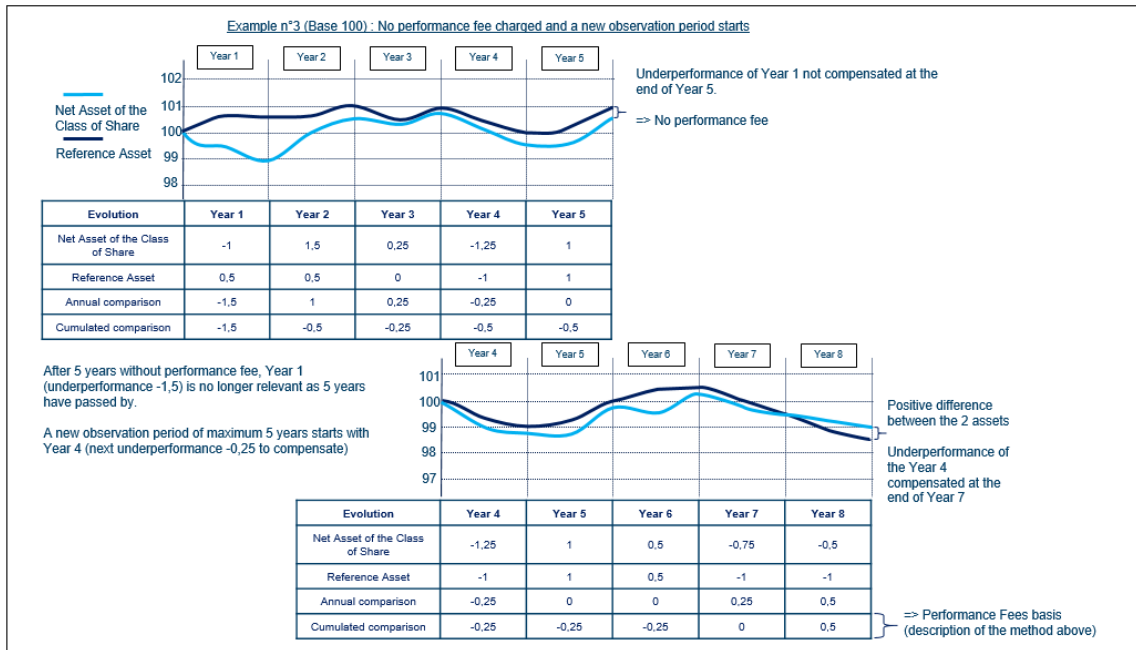 Example n°3 (Base 100) : No performance fee charged and a new observation period starts
Year 1 Year 2 Year 3 Year 4 Year 5
102
101
100
99
98
Net Asset of the
Class of Share
Reference Asset
Underperformance of Year 1 not compensated at the
end of Year 5.
=> No performance fee
Evolution Year 1 Year 2 Year 3 Year 4 Year 5
Net Asset of the Class
of Share -1 1,5 0,25 -1,25 1
Reference Asset 0,5 0,5 0 -1 1
Annual comparison -1,5 1 0,25 -0,25 0
Cumulated comparison -1,5 -0,5 -0,25 -0,5 -0,5
After 5 years without performance fee, Year 1
(underperformance -1,5) is no longer relevant as 5 years
have passed by.
A new observation period of maximum 5 years starts with
Year 4 (next underperformance -0,25 to compensate)
Year 4 Year 5 Year 6 Year 7 Year 8
101
100
99
98
97
Positive difference
between the 2 assets
Underperformance of
the Year 4
compensated at the
end of Year 7
Evolution Year 4 Year 5 Year 6 Year 7 Year 8
Net Asset of the Class
of Share -1,25 1 0,5 -0,75 -0,5
Reference Asset -1 1 0,5 -1 -1
Annual comparison -0,25 0 0 0,25 0,5
Cumulated comparison -0,25 -0,25 -0,25 0 0,5
=> Performance Fees basis
(description of the method above)